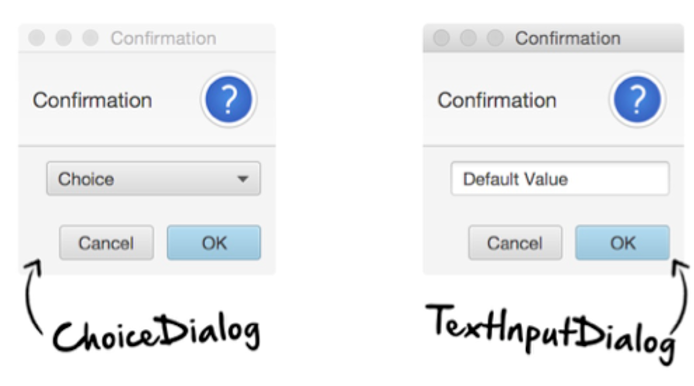 Confirmation
Confirmation
?
Choice
Cancel
OK
ChoiceDialog
Confirmation
Confirmation
?
Default Value
Cancel
OK
TextInputDialog